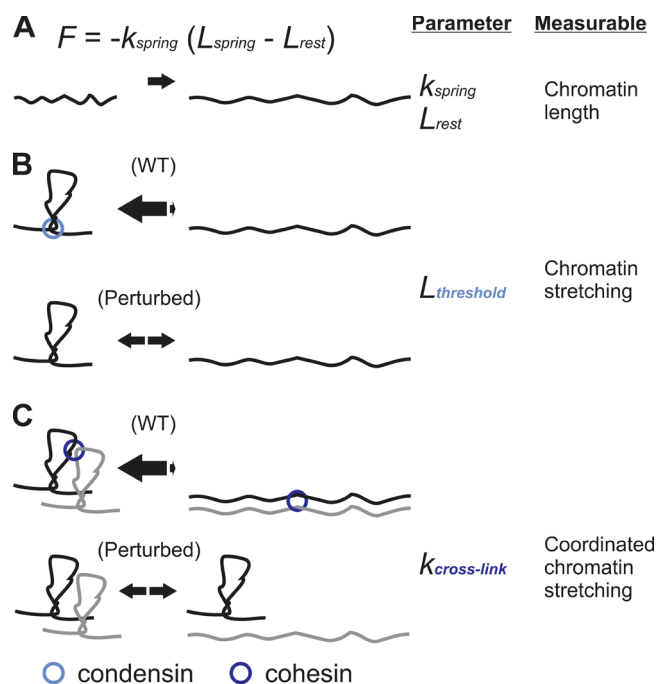 A
F = -kspring (Lspring - Lrest)
Parameter
Measurable
kspring
Lrest
Chromatin
length
B
(WT)
(Perturbed)
Lthreshold
Chromatin
stretching
C
(WT)
(Perturbed)
kcross-link
Coordinated
chromatin
stretching
condensin
cohesin